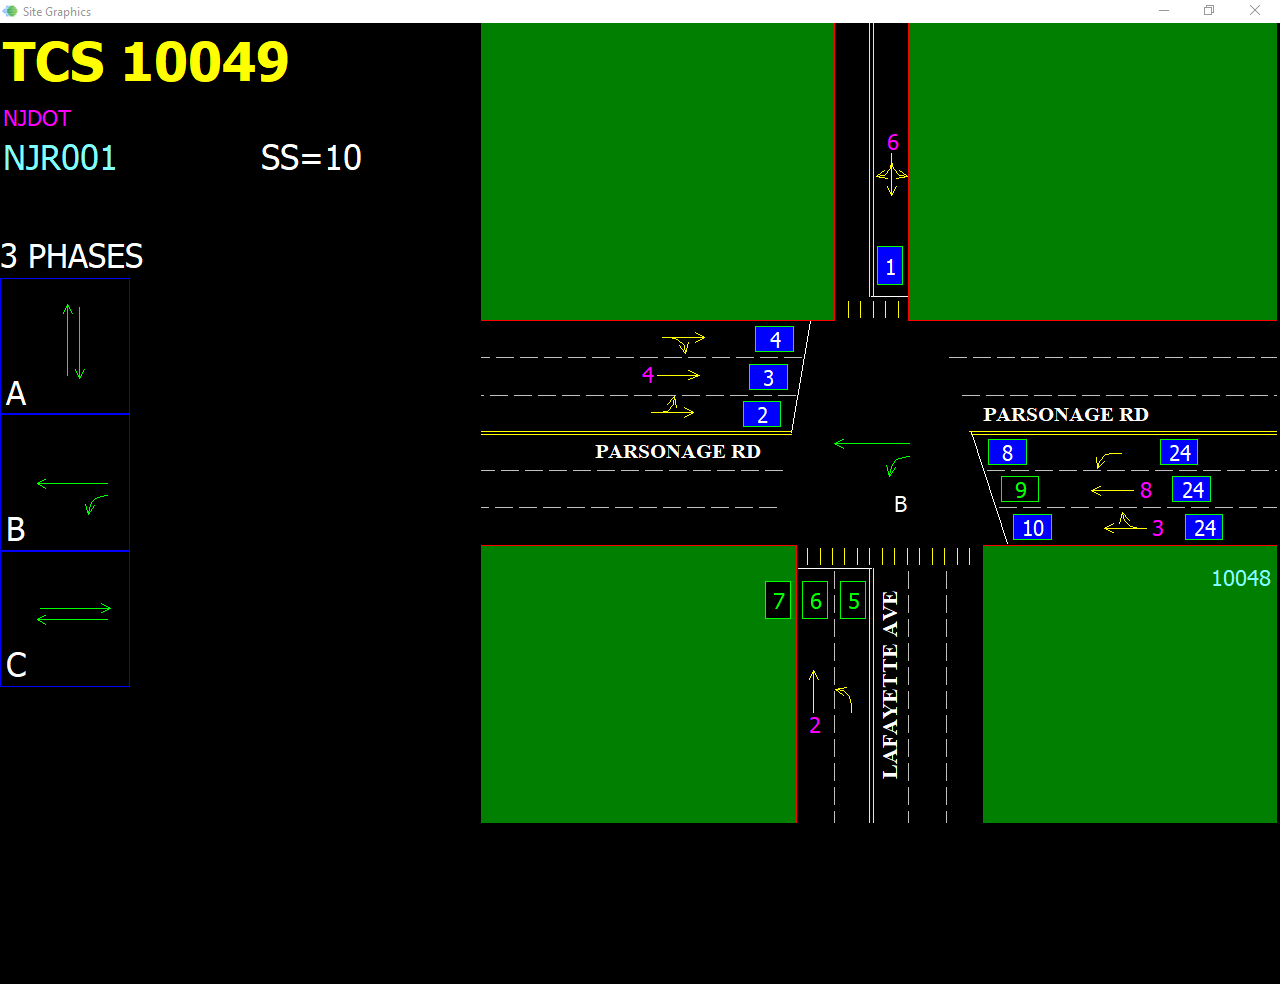 Site Graphics
TCS 10049
NJDOT
NJR001 SS=10
3 PHASES
A
B
C
6
1
4
4
3
2
PARSONAGE RD
PARSONAGE RD
8 24
9 8 24
10 3 24
B
10048
7 6 5
2
LAFAYETTE AVE